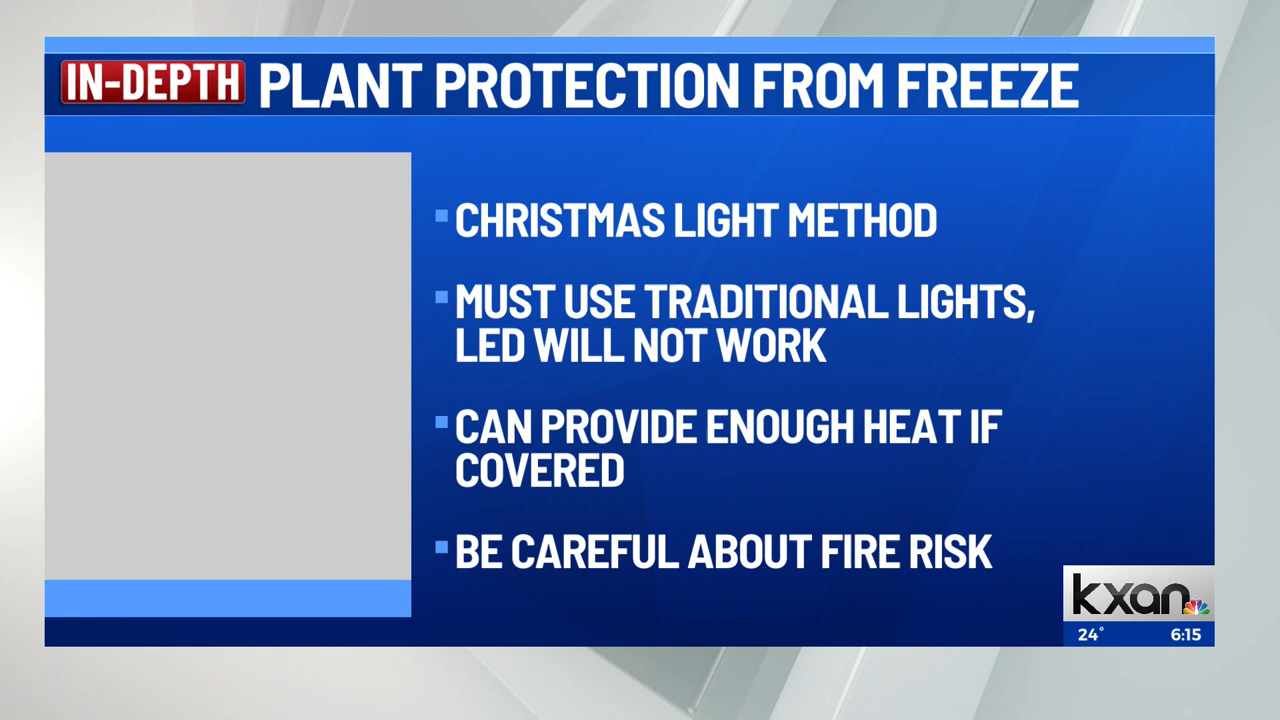 IN-DEPTH PLANT PROTECTION FROM FREEZE
CHRISTMAS LIGHT METHOD
MUST USE TRADITIONAL LIGHTS,
LED WILL NOT WORK
CAN PROVIDE ENOUGH HEAT IF
COVERED
BE CAREFUL ABOUT FIRE RISK
kxan
24° 6:15